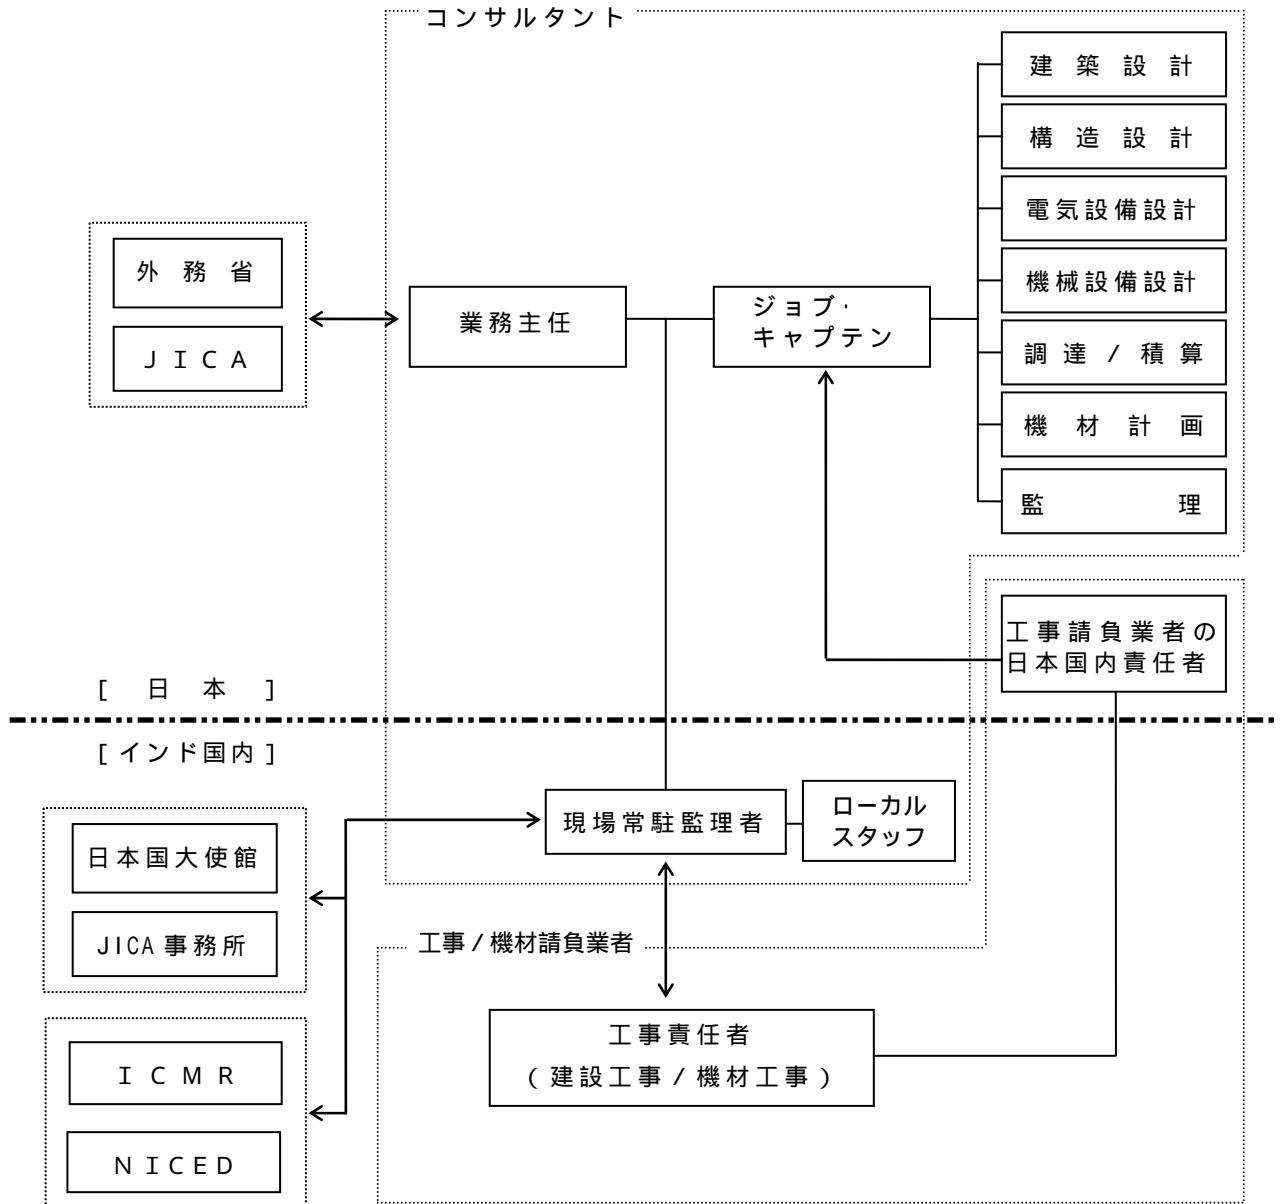 コンサルタント
建築設計
構造設計
電気設備設計
機械設備設計
調達/積算
機材計画
監理
外務省
JICA
業務主任
ジョブ・
キャプテン
工事請負業者の
日本国内責任者
[日本]
[インド国内]
現場常駐監理者
ローカル
スタッフ
日本国大使館
JICA事務所
工事/機材請負業者
工事責任者
(建設工事/機材工事)
ICMR
NICED